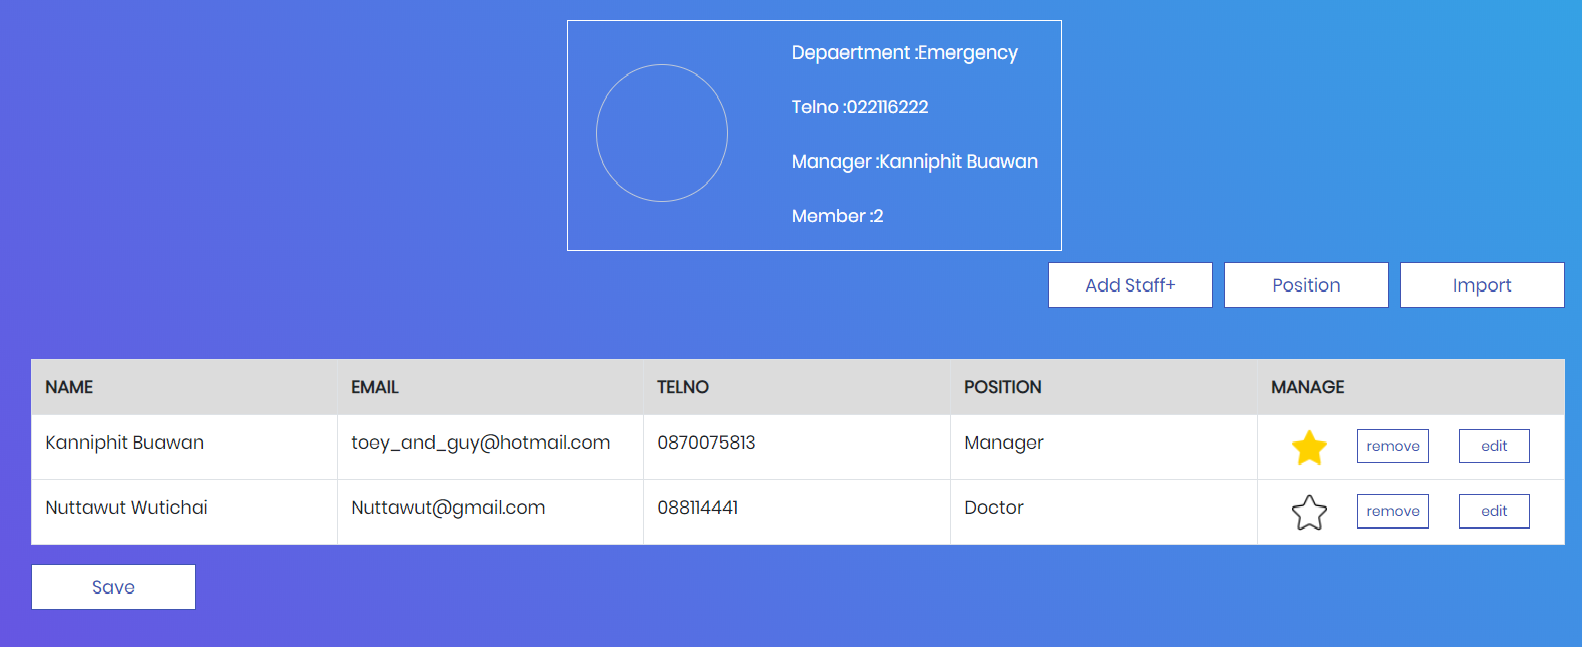 Depaertment :Emergency
Telno :022116222
Manager :Kanniphit Buawan
Member :2
Add Staff+ Position Import
NAME EMAIL TELNO POSITION MANAGE
Kanniphit Buawan toey_and_guy@hotmail.com 0870075813 Manager remove edit
Nuttawut Wutichai Nuttawut@gmail.com 088114441 Doctor remove edit
Save